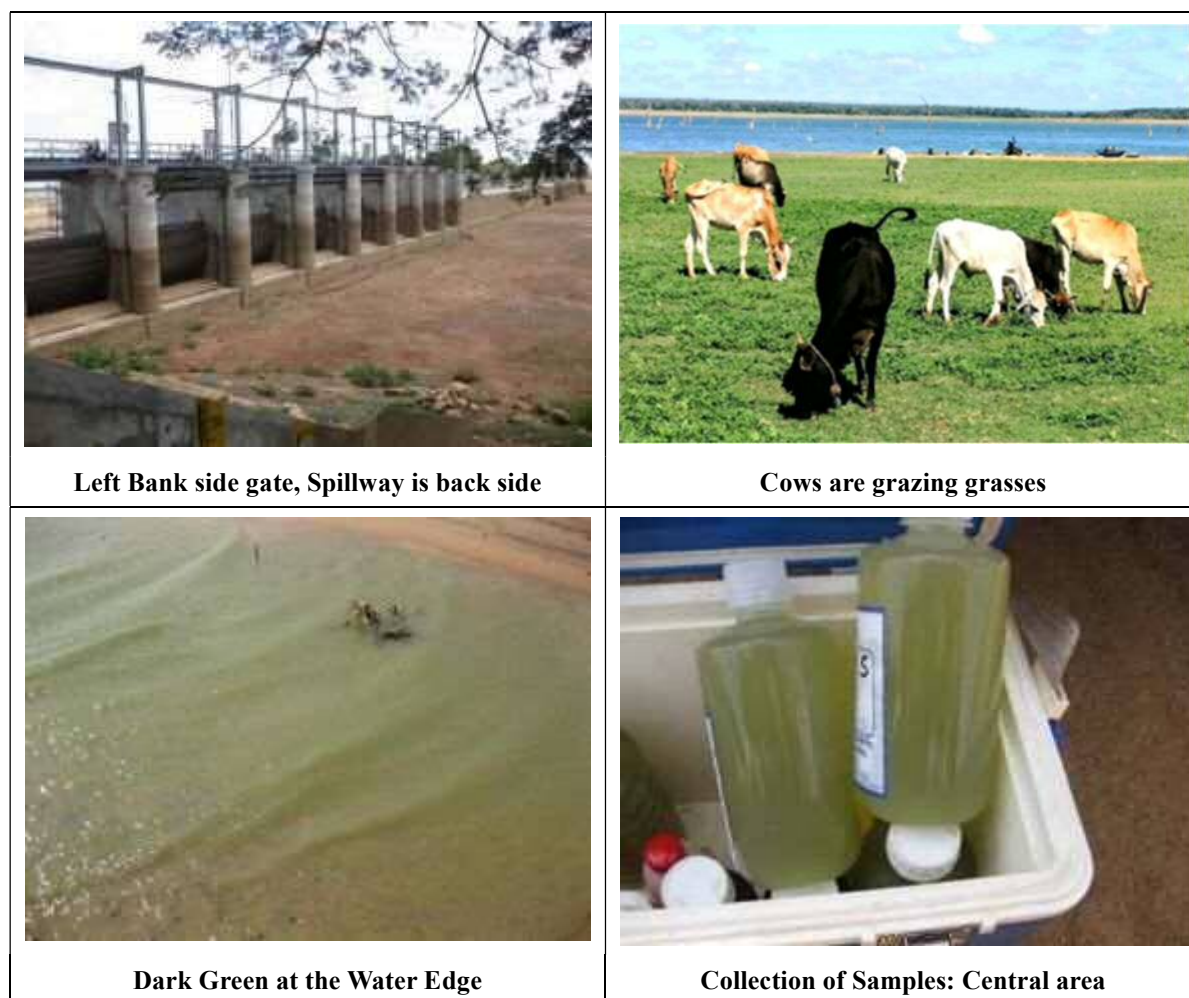 Left Bank side gate, Spillway is back side
Cows are grazing grasses
Dark Green at the Water Edge
Collection of Samples: Central area